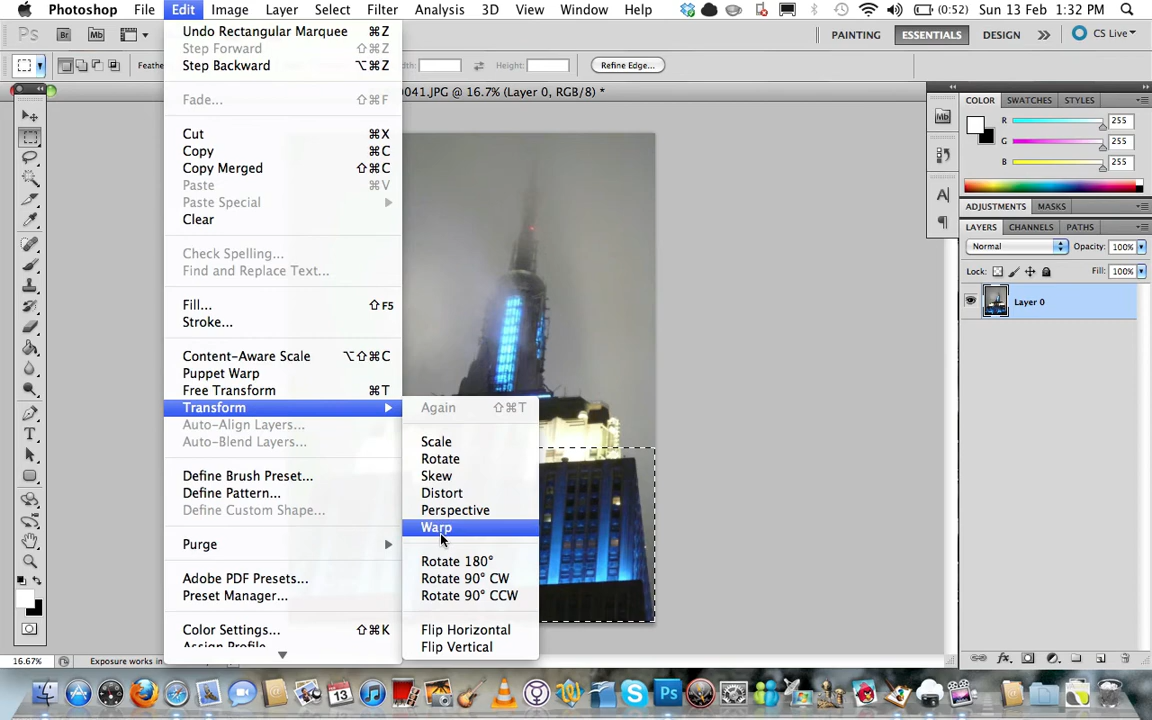 Photoshop File Edit Image Layer Select Filter Analysis 3D View Window Help (0:52) Sun 13 Feb 1:32 PM
Ps Br Mb PAINTING ESSENTIALS DESIGN CS Live
Feathe Height: Refine Edge...
041.JPG @ 16.7% (Layer 0, RGB/8) *
Undo Rectangular Marquee ⌘Z
Step Forward ⇧⌘Z
Step Backward ⌥⌘Z
Fade... ⇧⌘F
Cut ⌘X
Copy ⌘C
Copy Merged ⇧⌘C
Paste ⌘V
Paste Special
Clear
Check Spelling...
Find and Replace Text...
Fill... ⇧F5
Stroke...
Content-Aware Scale ⌥⇧⌘C
Puppet Warp
Free Transform ⌘T
Transform
Auto-Align Layers...
Auto-Blend Layers...
Define Brush Preset...
Define Pattern...
Define Custom Shape...
Purge
Adobe PDF Presets...
Preset Manager...
Color Settings... ⇧⌘K
Assign Profile
Again ⇧⌘T
Scale
Rotate
Skew
Distort
Perspective
Warp
Rotate 180°
Rotate 90° CW
Rotate 90° CCW
Flip Horizontal
Flip Vertical
COLOR SWATCHES STYLES
R 255
G 255
B 255
ADJUSTMENTS MASKS
LAYERS CHANNELS PATHS
Normal Opacity: 100%
Lock: Fill: 100%
Layer 0
16.67% Exposure works in